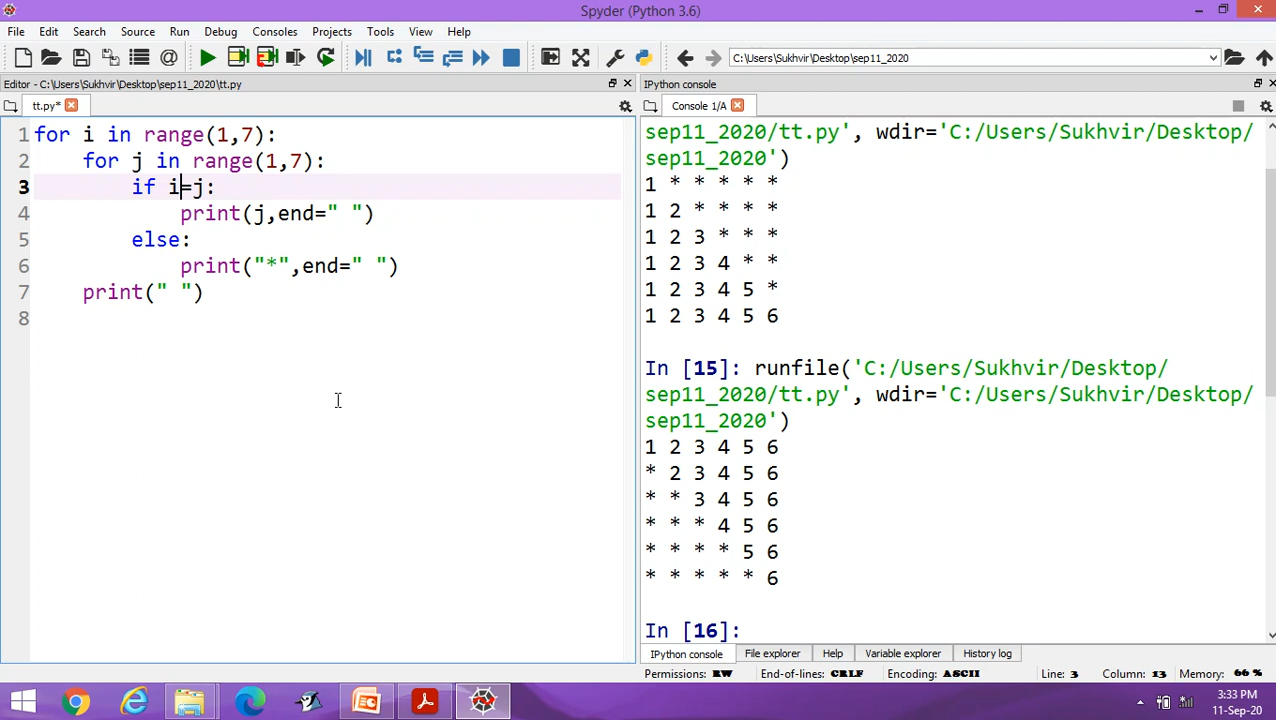 Spyder (Python 3.6)
File Edit Search Source Run Debug Consoles Projects Tools View Help
C:\Users\Sukhvir\Desktop\sep11_2020
Editor - C:\Users\Sukhvir\Desktop\sep11_2020\tt.py
tt.py*
1 for i in range(1,7):
2     for j in range(1,7):
3         if i=j:
4             print(j,end=" ")
5         else:
6             print("*",end=" ")
7     print(" ")
8
IPython console
Console 1/A
sep11_2020/tt.py', wdir='C:/Users/Sukhvir/Desktop/
sep11_2020')
1 * * * * *
1 2 * * * *
1 2 3 * * *
1 2 3 4 * *
1 2 3 4 5 *
1 2 3 4 5 6
In [15]: runfile('C:/Users/Sukhvir/Desktop/
sep11_2020/tt.py', wdir='C:/Users/Sukhvir/Desktop/
sep11_2020')
1 2 3 4 5 6
* 2 3 4 5 6
* * 3 4 5 6
* * * 4 5 6
* * * * 5 6
* * * * * 6
In [16]:
IPython console File explorer Help Variable explorer History log
Permissions: RW End-of-lines: CRLF Encoding: ASCII Line: 3 Column: 13 Memory: 66 %
3:33 PM
11-Sep-20